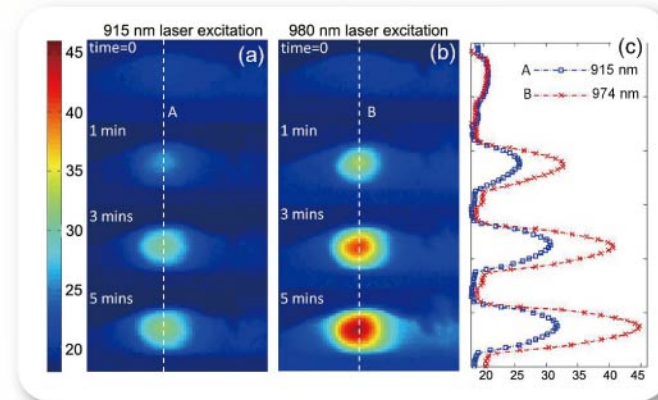 915 nm laser excitation
980 nm laser excitation
time=0
(a)
time=0
(b)
(c)
A
915 nm
B
974 nm
A
B
1 min
1 min
3 mins
3 mins
5 mins
5 mins
45
40
35
30
25
20
20 25 30 35 40 45